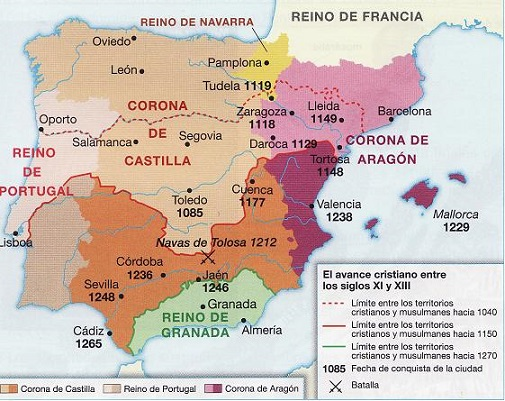 REINO DE NAVARRA
REINO DE FRANCIA
Oviedo
León
Pamplona
Tudela 1119
CORONA
DE
CASTILLA
Zaragoza
1118
Lleida
1149
Barcelona
Oporto
Salamanca
Segovia
Daroca 1129
CORONA DE
ARAGÓN
Tortosa
1148
REINO
DE
PORTUGAL
Toledo
1085
Cuenca
1177
Valencia
1238
Mallorca
1229
Lisboa
Navas de Tolosa 1212
Córdoba
1236
Jaén
1246
Sevilla
1248
Granada
REINO DE
GRANADA
Almería
Cádiz
1265
El avance cristiano entre
los siglos XI y XIII
Límite entre los territorios
cristianos y musulmanes hacia 1040
Límite entre los territorios
cristianos y musulmanes hacia 1150
Límite entre los territorios
cristianos y musulmanes hacia 1270
1085 Fecha de conquista de la ciudad
Batalla
Corona de Castilla
Reino de Portugal
Corona de Aragón